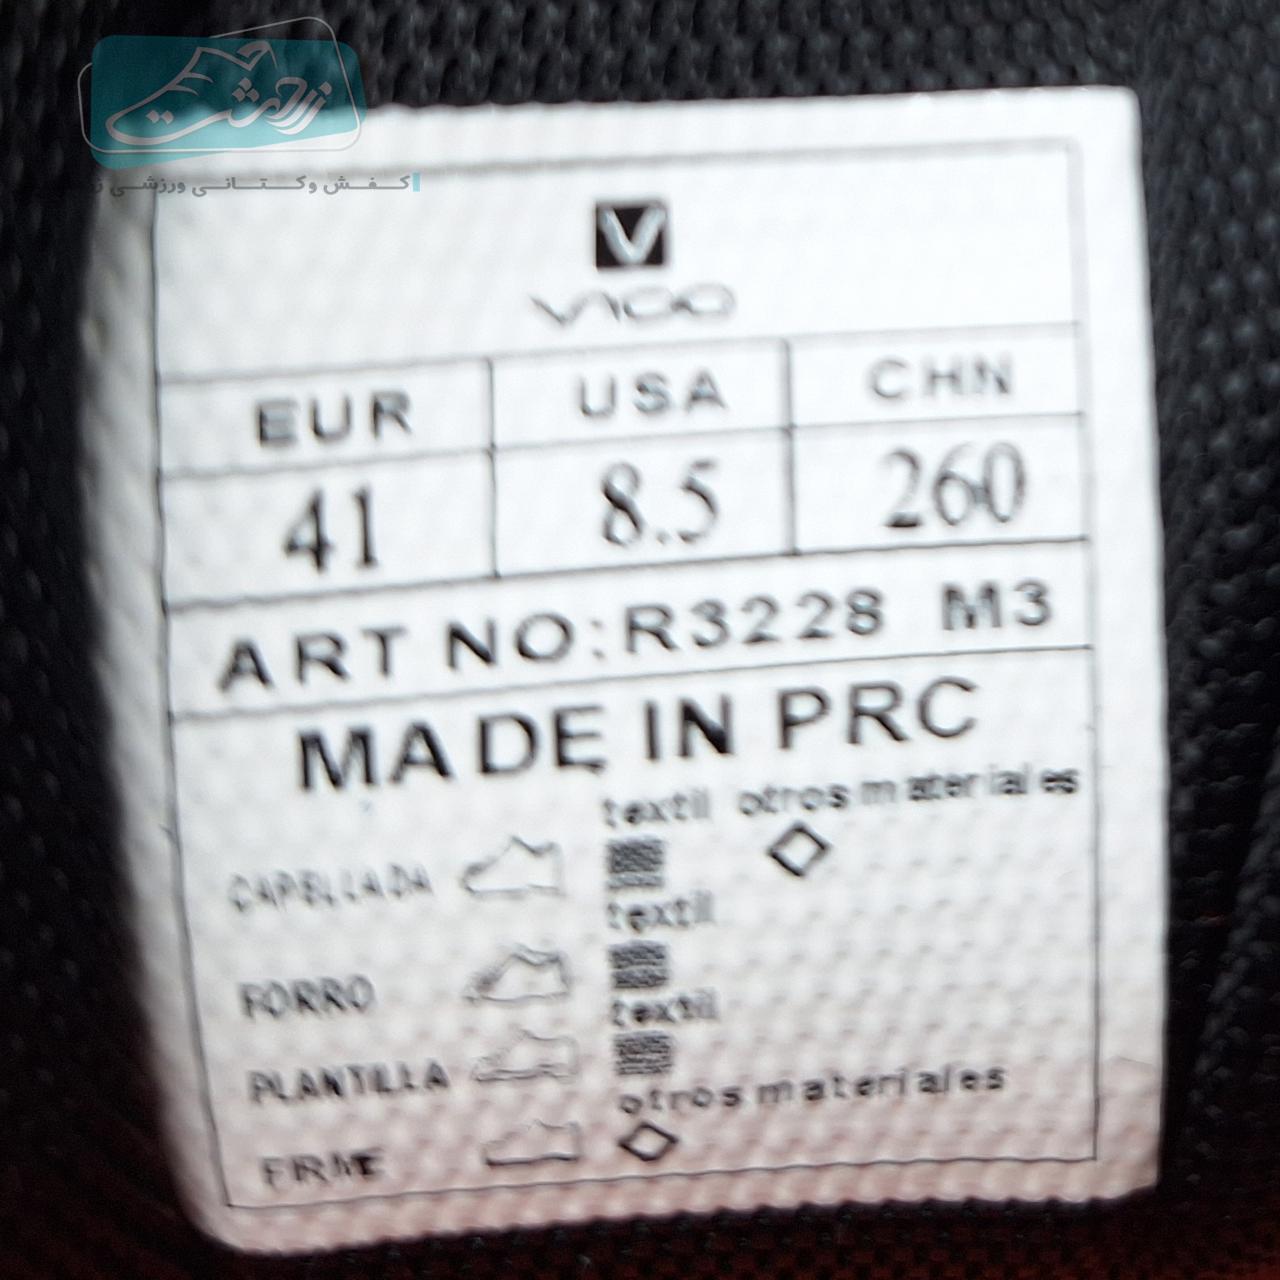 زرتشت
کفش و کتانی ورزشی
V
VICO
EUR USA CHN
41 8.5 260
ART NO:R3228 M3
MADE IN PRC
textil otros materiales
CAPELLADA
textil
FORRO
textil
PLANTILLA
otros materiales
FIRME